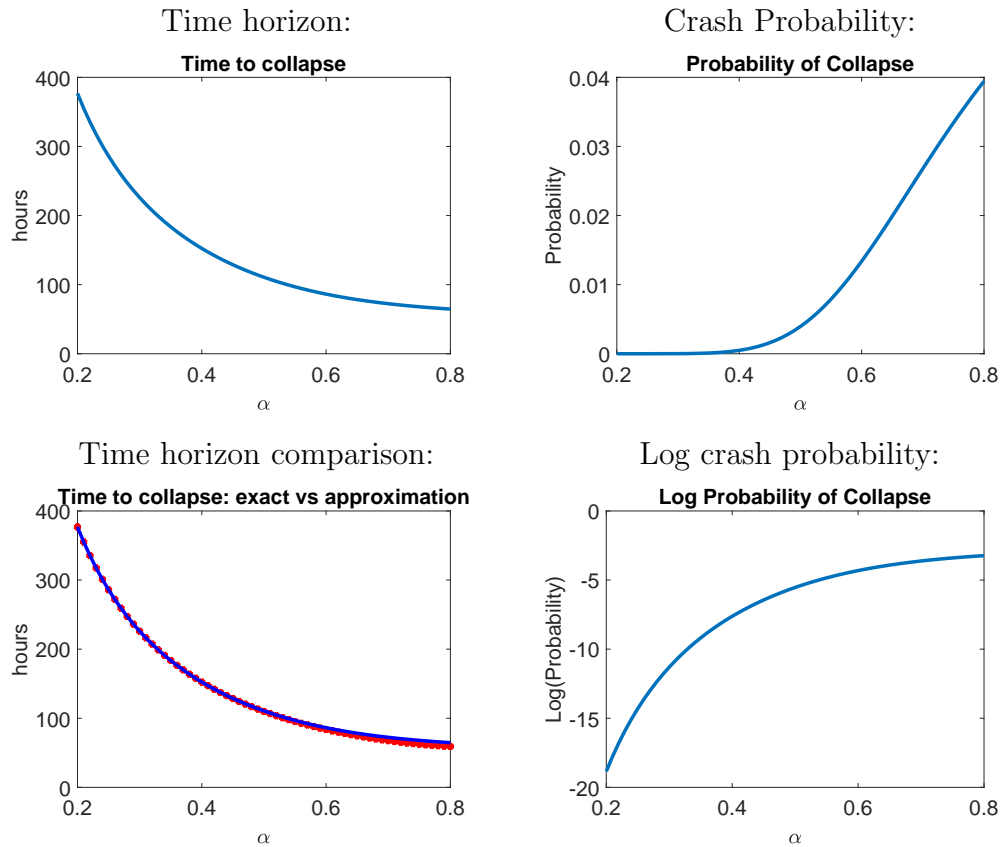 Time horizon:
Time to collapse
400
300
200
100
0
hours
0.2 0.4 0.6 0.8
α
Crash Probability:
Probability of Collapse
0.04
0.03
0.02
0.01
0
Probability
0.2 0.4 0.6 0.8
α
Time horizon comparison:
Time to collapse: exact vs approximation
400
300
200
100
0
hours
0.2 0.4 0.6 0.8
α
Log crash probability:
Log Probability of Collapse
0
-5
-10
-15
-20
Log(Probability)
0.2 0.4 0.6 0.8
α